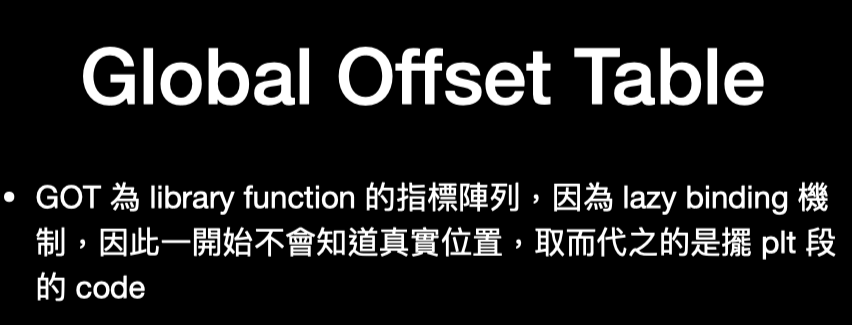 Global Offset Table
• GOT 為 library function 的指標陣列，因為 lazy binding 機
制，因此一開始不會知道真實位置，取而代之的是擺 plt 段
的 code